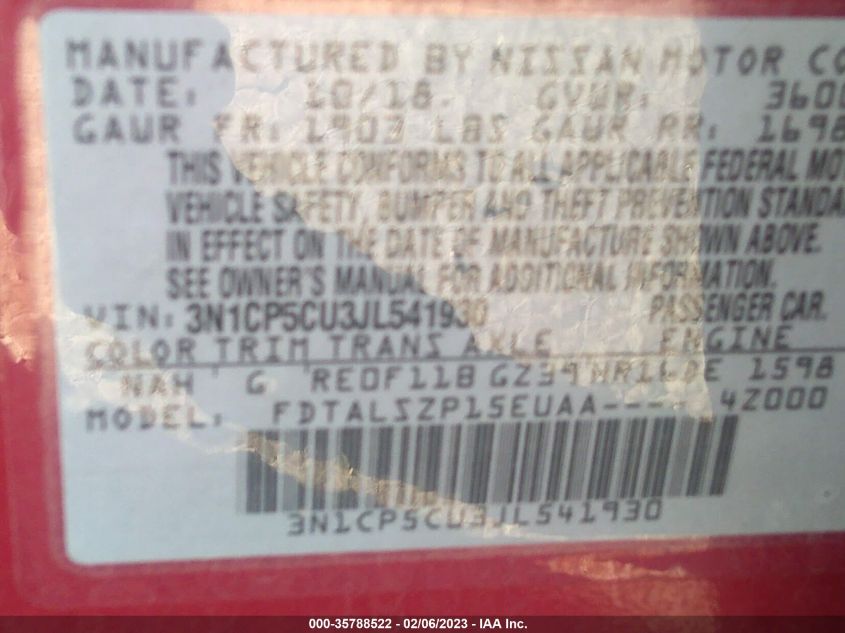 MANUFACTURED BY NISSAN MOTOR CO
DATE: 10/18. GVWR: 3600
GAWR FR: 1903 LBS GAWR RR: 1698
THIS VEHICLE CONFORMS TO ALL APPLICABLE FEDERAL MOT
VEHICLE SAFETY, BUMPER AND THEFT PREVENTION STANDA
IN EFFECT ON THE DATE OF MANUFACTURE SHOWN ABOVE.
SEE OWNER'S MANUAL FOR ADDITIONAL INFORMATION.
VIN: 3N1CP5CU3JL541930 PASSENGER CAR.
COLOR TRIM TRANS AXLE ENGINE
NAH G RE0F11B GZ39 HR16DE 1598
MODEL: FDTALSZP15EUAA---- 4Z000
3N1CP5CU3JL541930
000-35788522 - 02/06/2023 - IAA Inc.